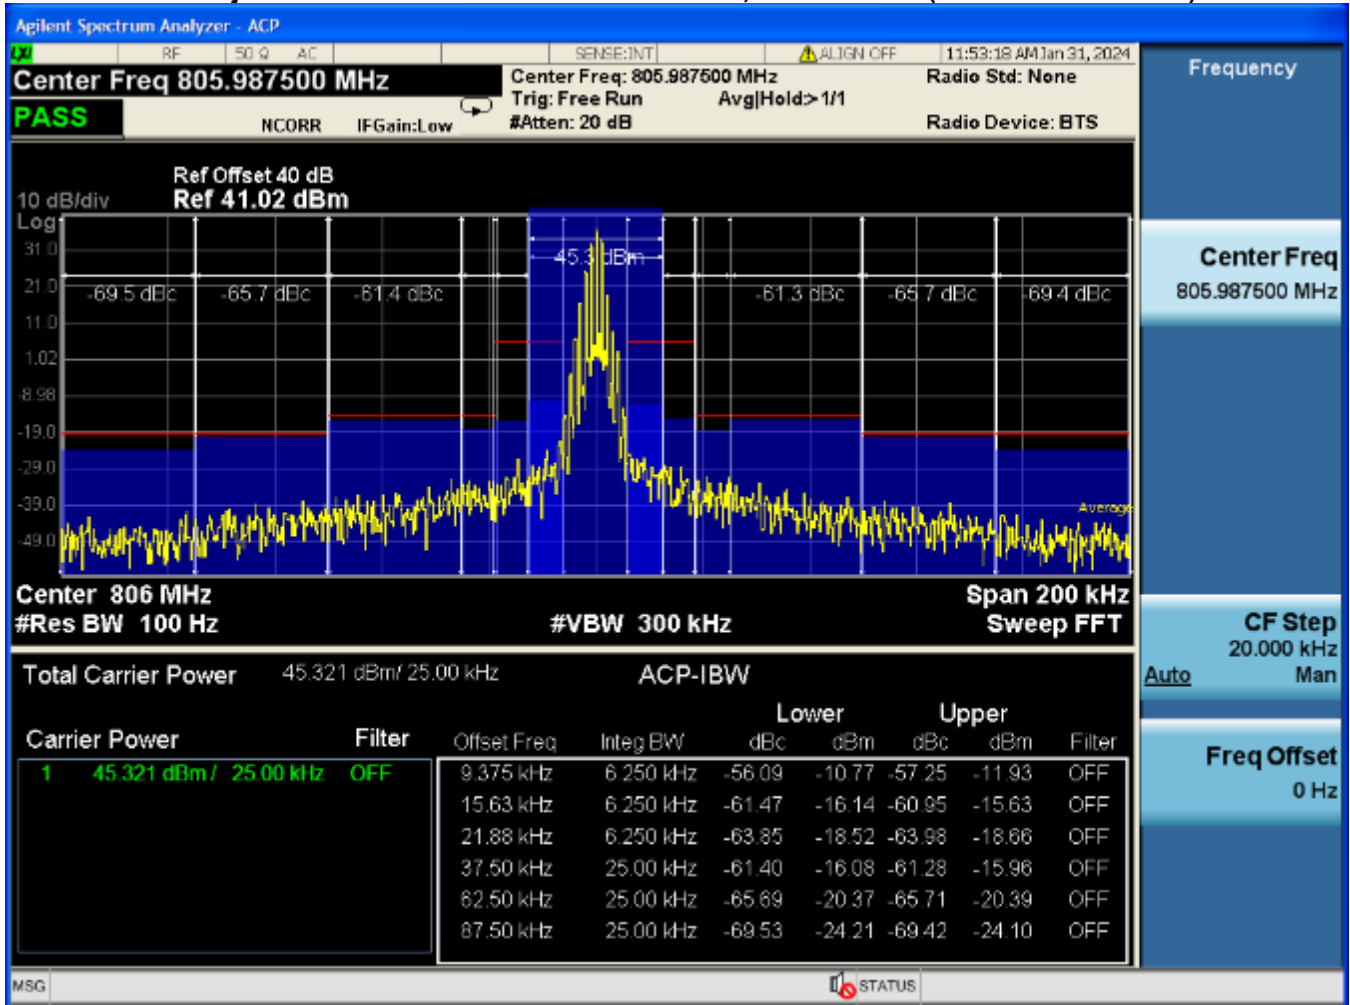 Agilent Spectrum Analyzer - ACP
LXI RF 50 Ω AC SENSE:INT ALIGN OFF 11:53:18 AM Jan 31, 2024
Center Freq 805.987500 MHz
Center Freq: 805.987500 MHz
Radio Std: None
Trig: Free Run Avg|Hold:> 1/1
PASS
NCORR IFGain:Low #Atten: 20 dB Radio Device: BTS
Ref Offset 40 dB
10 dB/div Ref 41.02 dBm
Log
31.0
45.3 dBm
21.0
-69.5 dBc -65.7 dBc -61.4 dBc -61.3 dBc -65.7 dBc -69.4 dBc
11.0
1.02
-8.98
-19.0
-29.0
-39.0
Average
-49.0
Center 806 MHz Span 200 kHz
#Res BW 100 Hz #VBW 300 kHz Sweep FFT
Total Carrier Power 45.321 dBm/ 25.00 kHz ACP-IBW
Lower Upper
Carrier Power Filter Offset Freq Integ BW dBc dBm dBc dBm Filter
1 45.321 dBm / 25.00 kHz OFF 9.375 kHz 6.250 kHz -56.09 -10.77 -57.25 -11.93 OFF
15.63 kHz 6.250 kHz -61.47 -16.14 -60.95 -15.63 OFF
21.88 kHz 6.250 kHz -63.85 -18.52 -63.98 -18.66 OFF
37.50 kHz 25.00 kHz -61.40 -16.08 -61.28 -15.96 OFF
62.50 kHz 25.00 kHz -65.69 -20.37 -65.71 -20.39 OFF
87.50 kHz 25.00 kHz -69.53 -24.21 -69.42 -24.10 OFF
MSG STATUS
Frequency
Center Freq
805.987500 MHz
CF Step
20.000 kHz
Auto Man
Freq Offset
0 Hz